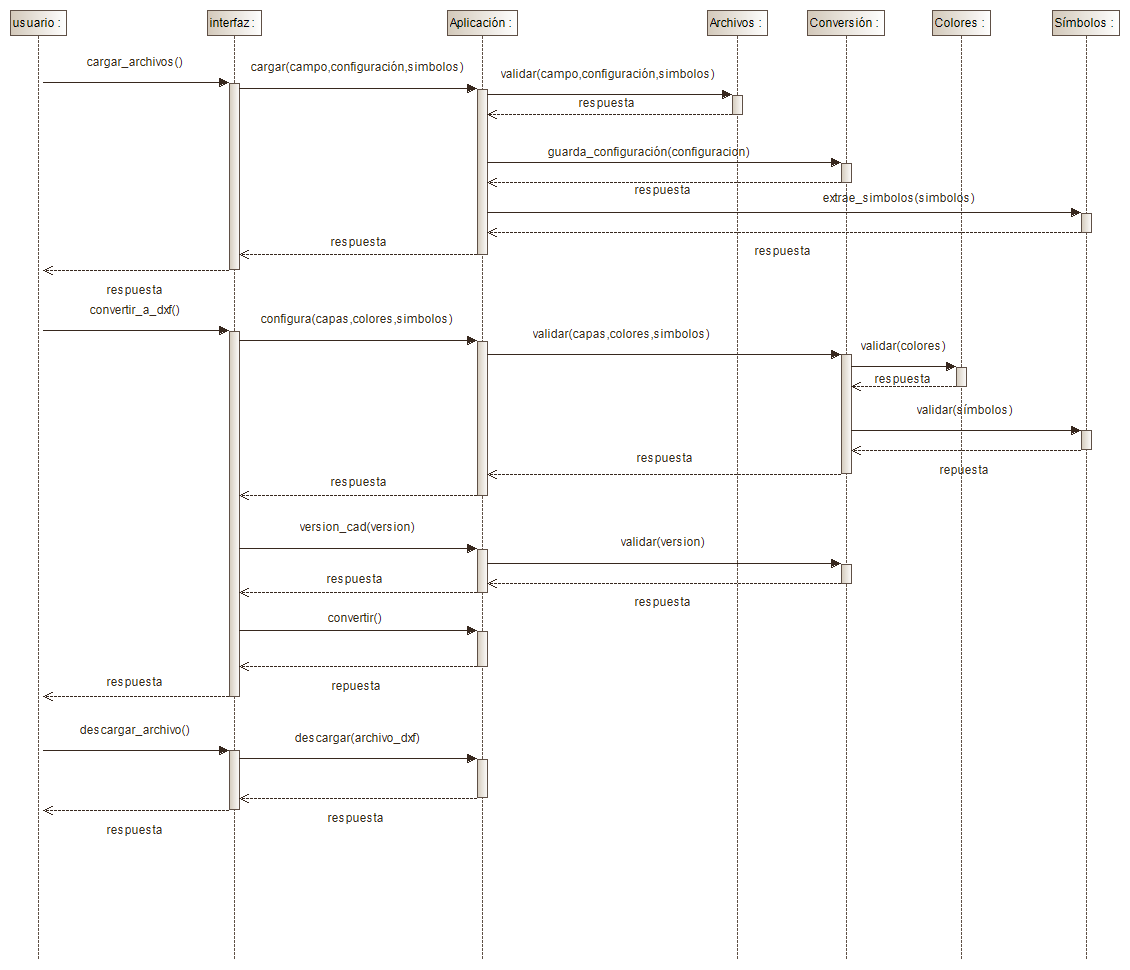 usuario :
interfaz :
Aplicación :
Archivos :
Conversión :
Colores :
Símbolos :
cargar_archivos()
cargar(campo,configuración,simbolos)
validar(campo,configuración,simbolos)
respuesta
guarda_configuración(configuracion)
respuesta
extrae_simbolos(simbolos)
respuesta
respuesta
respuesta
convertir_a_dxf()
configura(capas,colores,simbolos)
validar(capas,colores,simbolos)
validar(colores)
respuesta
validar(símbolos)
respuesta
repuesta
respuesta
version_cad(version)
validar(version)
respuesta
respuesta
convertir()
respuesta
repuesta
descargar_archivo()
descargar(archivo_dxf)
respuesta
respuesta